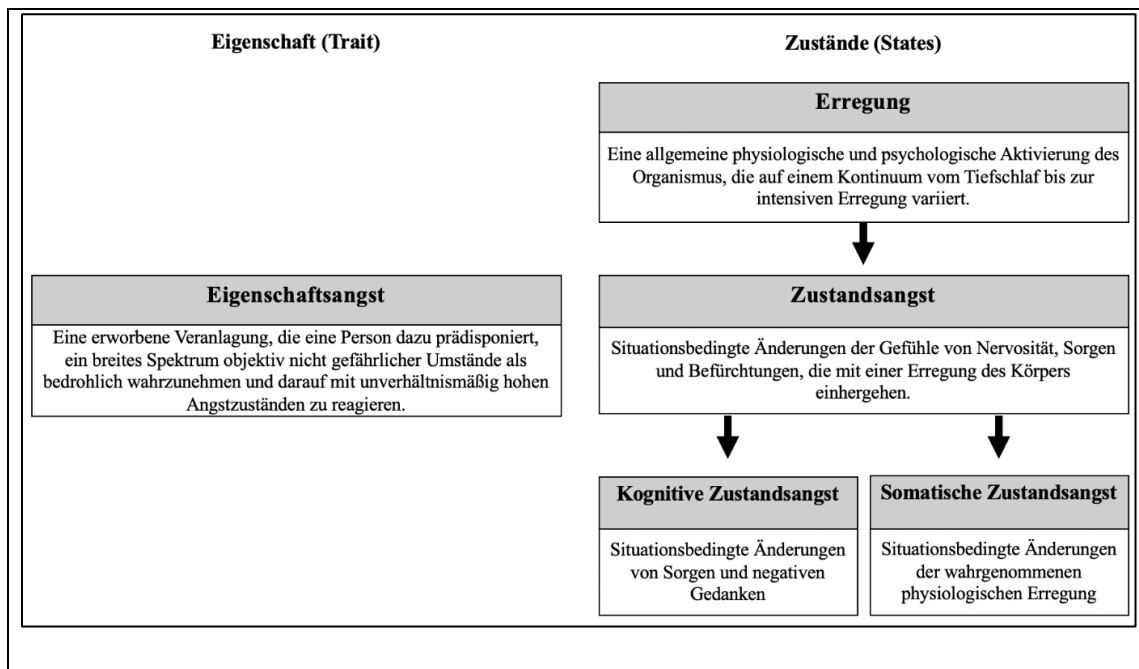 Eigenschaft (Trait)
Zustände (States)
Erregung
Eine allgemeine physiologische und psychologische Aktivierung des
Organismus, die auf einem Kontinuum vom Tiefschlaf bis zur
intensiven Erregung variiert.
Eigenschaftsangst
Eine erworbene Veranlagung, die eine Person dazu prädisponiert,
ein breites Spektrum objektiv nicht gefährlicher Umstände als
bedrohlich wahrzunehmen und darauf mit unverhältnismäßig hohen
Angstzuständen zu reagieren.
Zustandsangst
Situationsbedingte Änderungen der Gefühle von Nervosität, Sorgen
und Befürchtungen, die mit einer Erregung des Körpers
einhergehen.
Kognitive Zustandsangst
Situationsbedingte Änderungen
von Sorgen und negativen
Gedanken
Somatische Zustandsangst
Situationsbedingte Änderungen
der wahrgenommenen
physiologischen Erregung